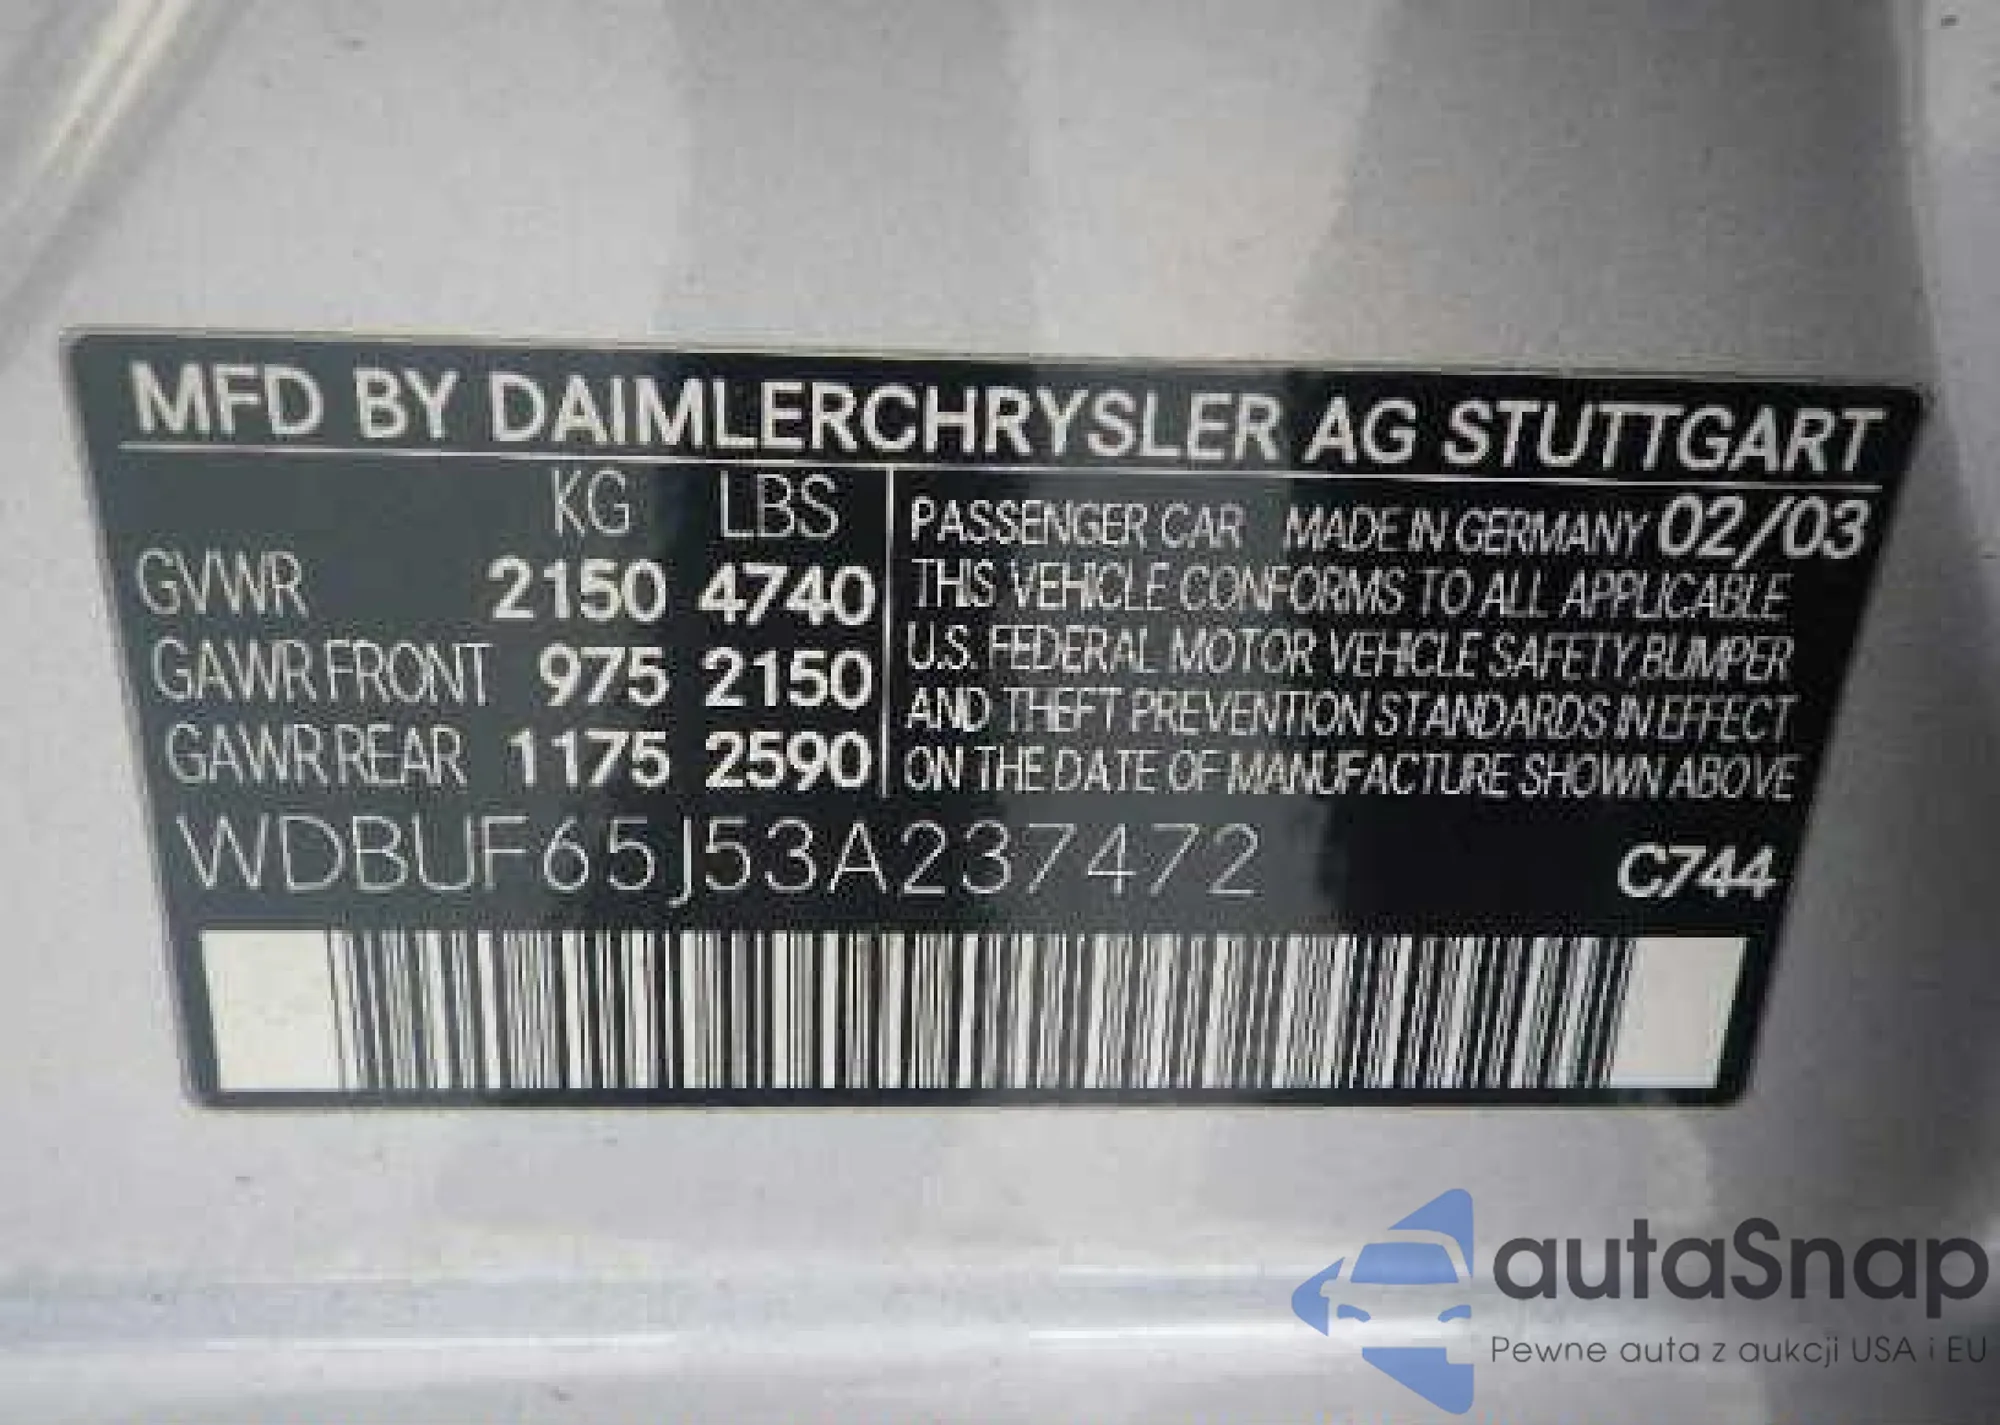 MFD BY DAIMLERCHRYSLER AG STUTTGART
KG LBS
GVWR 2150 4740
GAWR FRONT 975 2150
GAWR REAR 1175 2590
PASSENGER CAR MADE IN GERMANY 02/03
THIS VEHICLE CONFORMS TO ALL APPLICABLE
U.S. FEDERAL MOTOR VEHICLE SAFETY, BUMPER
AND THEFT PREVENTION STANDARDS IN EFFECT
ON THE DATE OF MANUFACTURE SHOWN ABOVE
WDBUF65J53A237472 C744
autaSnap
Pewne auta z aukcji USA i EU